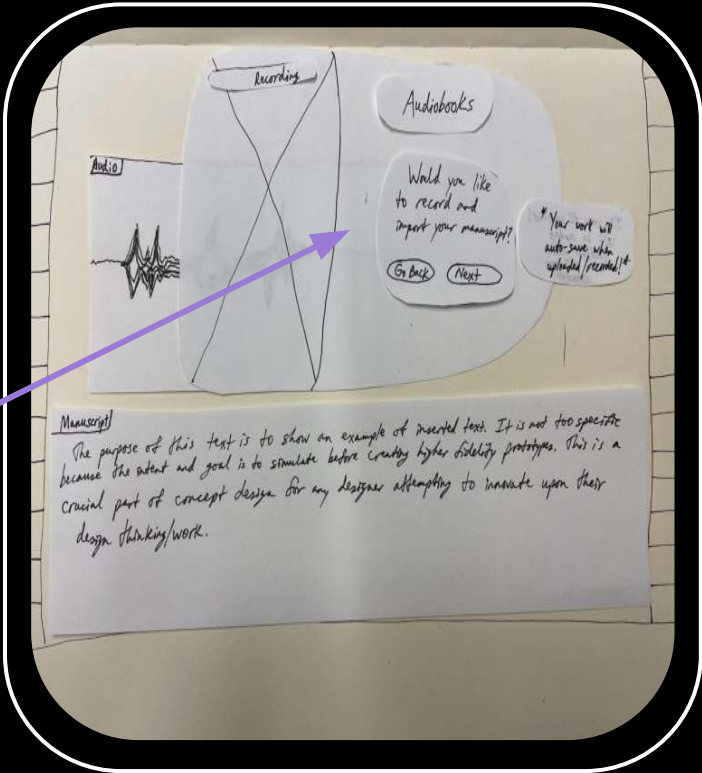 Recording
Audiobooks
Audio
Would you like
to record and
import your manuscript?
Go Back
Next
*Your work will
auto-save when
uploaded/recorded!*
Manuscript
The purpose of this text is to show an example of inserted text. It is not too specific
because the intent and goal is to simulate before creating higher fidelity prototypes. This is a
crucial part of concept design for any designer attempting to innovate upon their
design thinking/work.